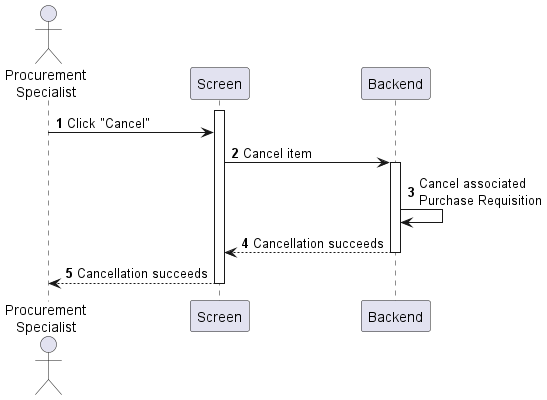 Procurement
Specialist
Screen
Backend
1 Click "Cancel"
2 Cancel item
3 Cancel associated
Purchase Requisition
4 Cancellation succeeds
5 Cancellation succeeds
Procurement
Specialist
Screen
Backend